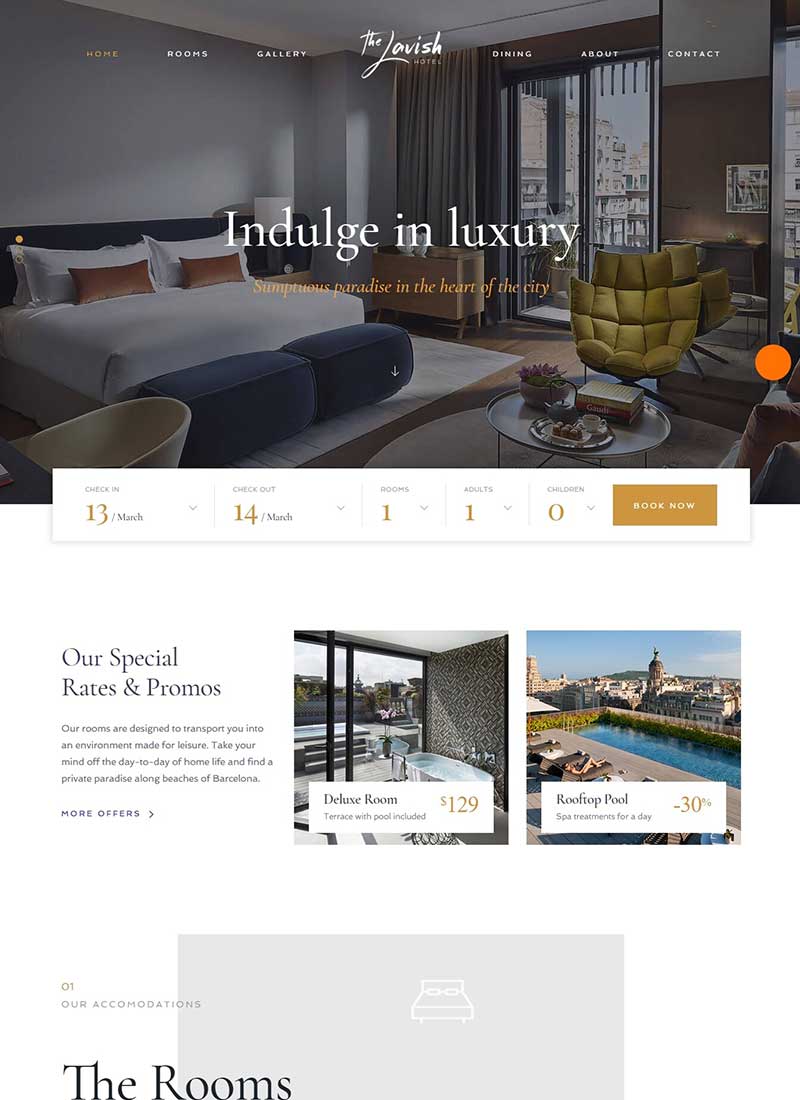 HOME
ROOMS
GALLERY
The Lavish
HOTEL
DINING
ABOUT
CONTACT
Indulge in luxury
Sumptuous paradise in the heart of the city
Gaudí
CHECK IN
13 / March
CHECK OUT
14 / March
ROOMS
1
ADULTS
1
CHILDREN
0
BOOK NOW
Our Special
Rates & Promos
Our rooms are designed to transport you into
an environment made for leisure. Take your
mind off the day-to-day of home life and find a
private paradise along beaches of Barcelona.
MORE OFFERS
Deluxe Room
Terrace with pool included
$129
Rooftop Pool
Spa treatments for a day
-30%
01
OUR ACCOMODATIONS
The Rooms